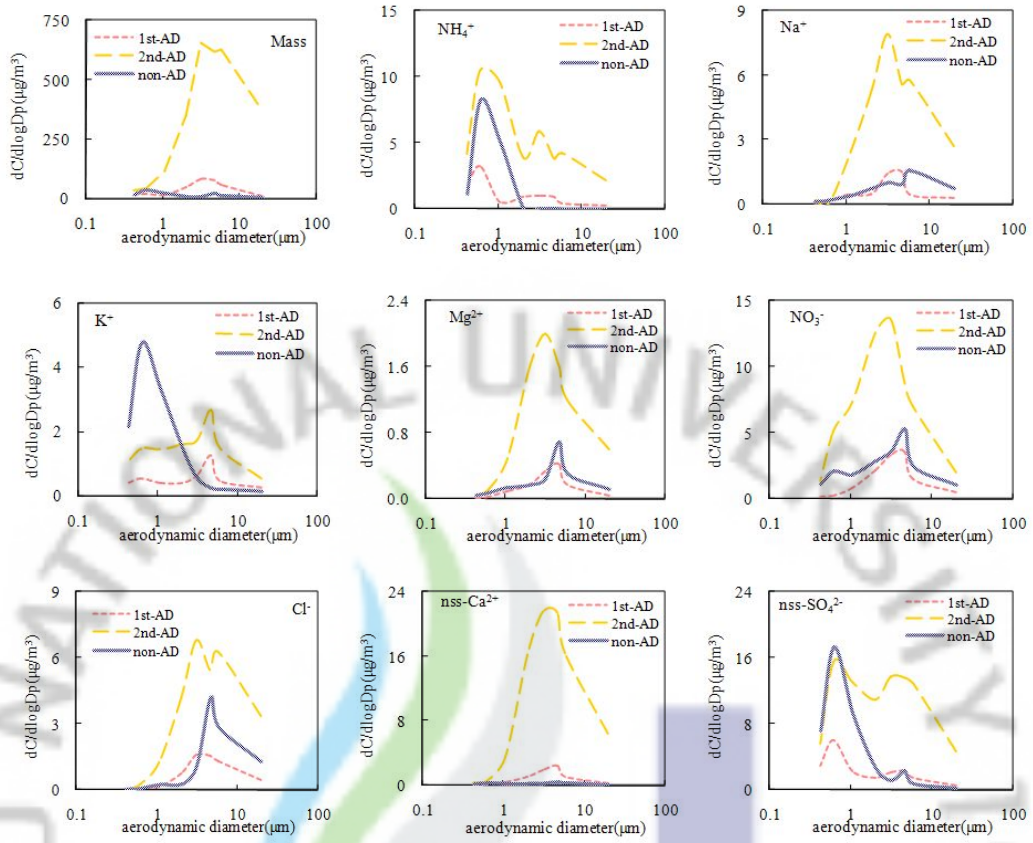 750
500
250
0
Mass
1st-AD
2nd-AD
non-AD
dC/dlogDp(μg/m³)
0.1 1 10 100
aerodynamic diameter(μm)
15
10
5
0
NH₄⁺
1st-AD
2nd-AD
non-AD
dC/dlogDp(μg/m³)
0.1 1 10 100
aerodynamic diameter(μm)
9
6
3
0
Na⁺
1st-AD
2nd-AD
non-AD
dC/dlogDp(μg/m³)
0.1 1 10 100
aerodynamic diameter(μm)
6
4
2
0
K⁺
1st-AD
2nd-AD
non-AD
dC/dlogDp(μg/m³)
0.1 1 10 100
aerodynamic diameter(μm)
2.4
1.6
0.8
0.0
Mg²⁺
1st-AD
2nd-AD
non-AD
dC/dlogDp(μg/m³)
0.1 1 10 100
aerodynamic diameter(μm)
15
10
5
0
NO₃⁻
1st-AD
2nd-AD
non-AD
dC/dlogDp(μg/m³)
0.1 1 10 100
aerodynamic diameter(μm)
9
6
3
0
Cl⁻
1st-AD
2nd-AD
non-AD
dC/dlogDp(μg/m³)
0.1 1 10 100
aerodynamic diameter(μm)
24
16
8
0
nss-Ca²⁺
1st-AD
2nd-AD
non-AD
dC/dlogDp(μg/m³)
0.1 1 10 100
aerodynamic diameter(μm)
24
16
8
0
nss-SO₄²⁻
1st-AD
2nd-AD
non-AD
dC/dlogDp(μg/m³)
0.1 1 10 100
aerodynamic diameter(μm)
NATIONAL UNIVERSITY